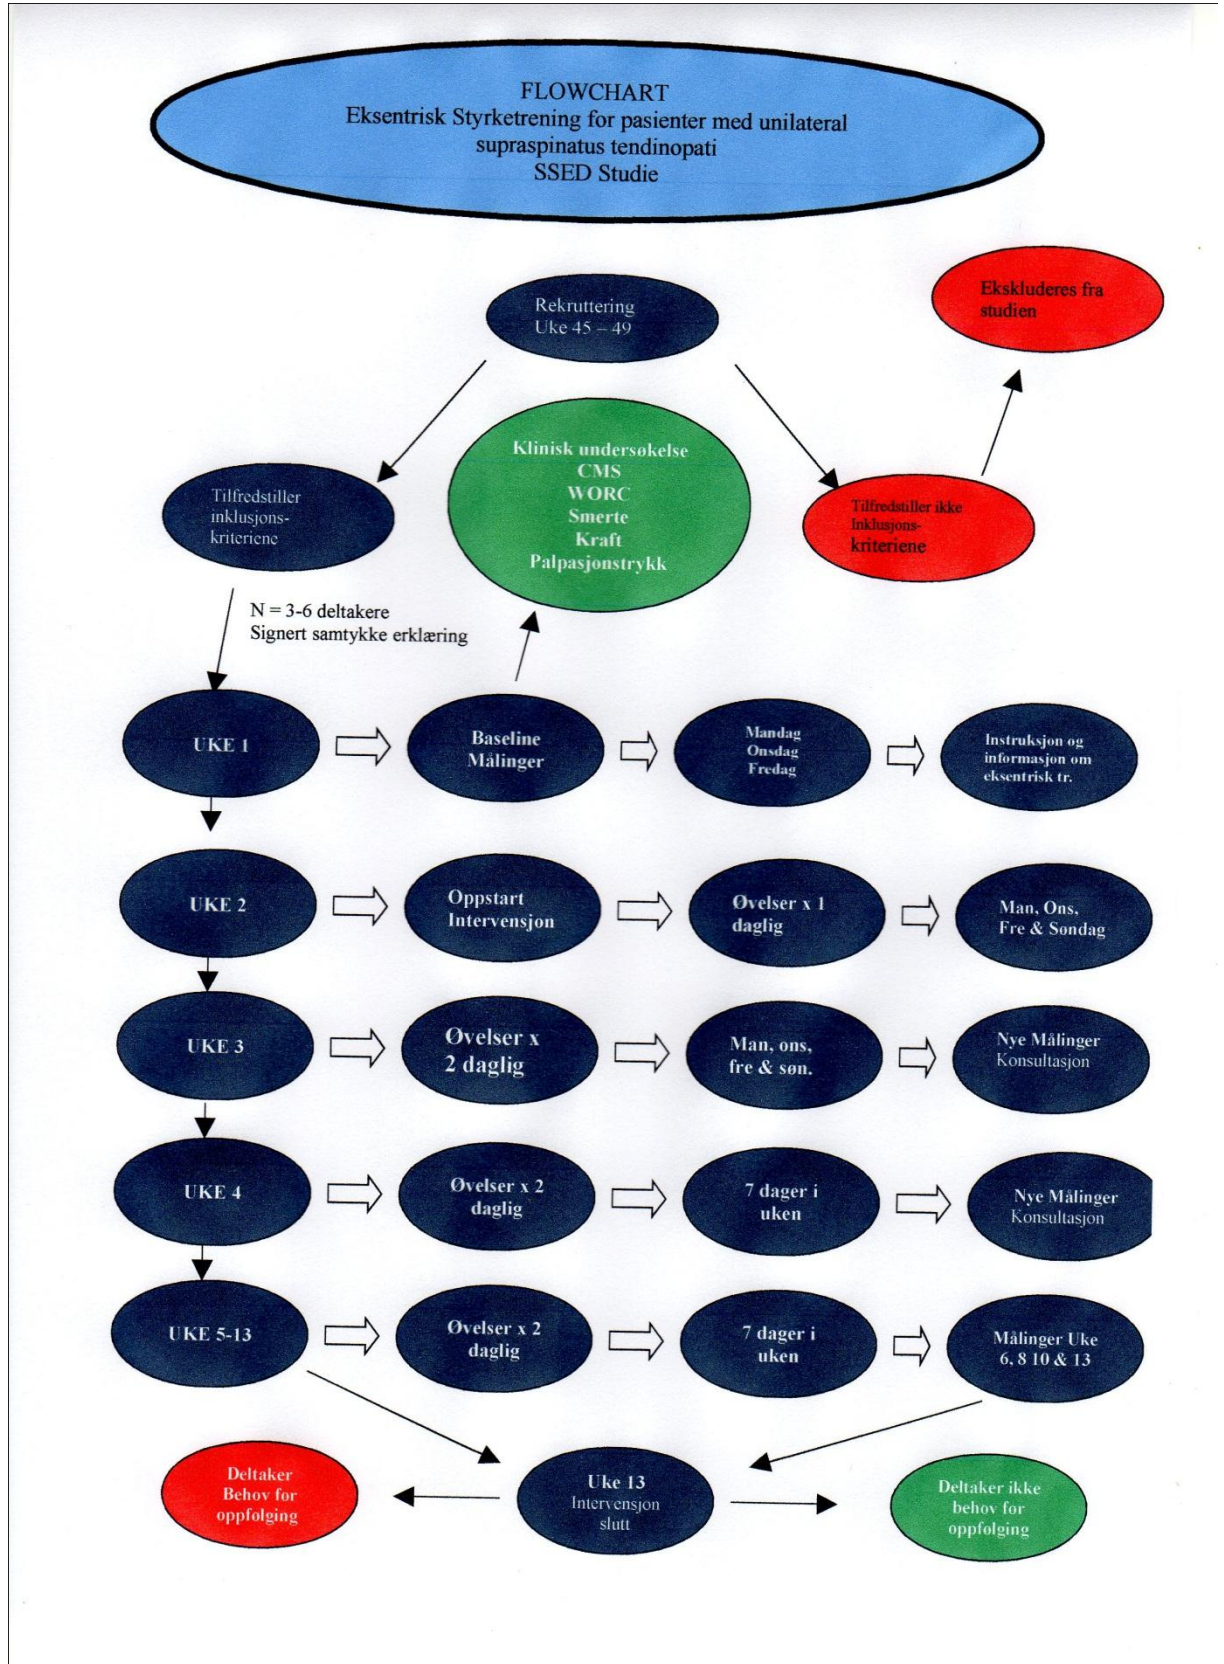 FLOWCHART
Eksentrisk Styrketrening for pasienter med unilateral
supraspinatus tendinopati
SSED Studie
Rekruttering
Uke 45 – 49
Ekskluderes fra
studien
Klinisk undersøkelse
CMS
WORC
Smerte
Kraft
Palpasjonstrykk
Tilfredstiller
inklusjons-
kriteriene
Tilfredstiller ikke
Inklusjons-
kriteriene
N = 3-6 deltakere
Signert samtykke erklæring
UKE 1
Baseline
Målinger
Mandag
Onsdag
Fredag
Instruksjon og
informasjon om
eksentrisk tr.
UKE 2
Oppstart
Intervensjon
Øvelser x 1
daglig
Man, Ons,
Fre & Søndag
UKE 3
Øvelser x
2 daglig
Man, ons,
fre & søn.
Nye Målinger
Konsultasjon
UKE 4
Øvelser x 2
daglig
7 dager i
uken
Nye Målinger
Konsultasjon
UKE 5-13
Øvelser x 2
daglig
7 dager i
uken
Målinger Uke
6, 8 10 & 13
Deltaker
Behov for
oppfølging
Uke 13
Intervensjon
slutt
Deltaker ikke
behov for
oppfølging